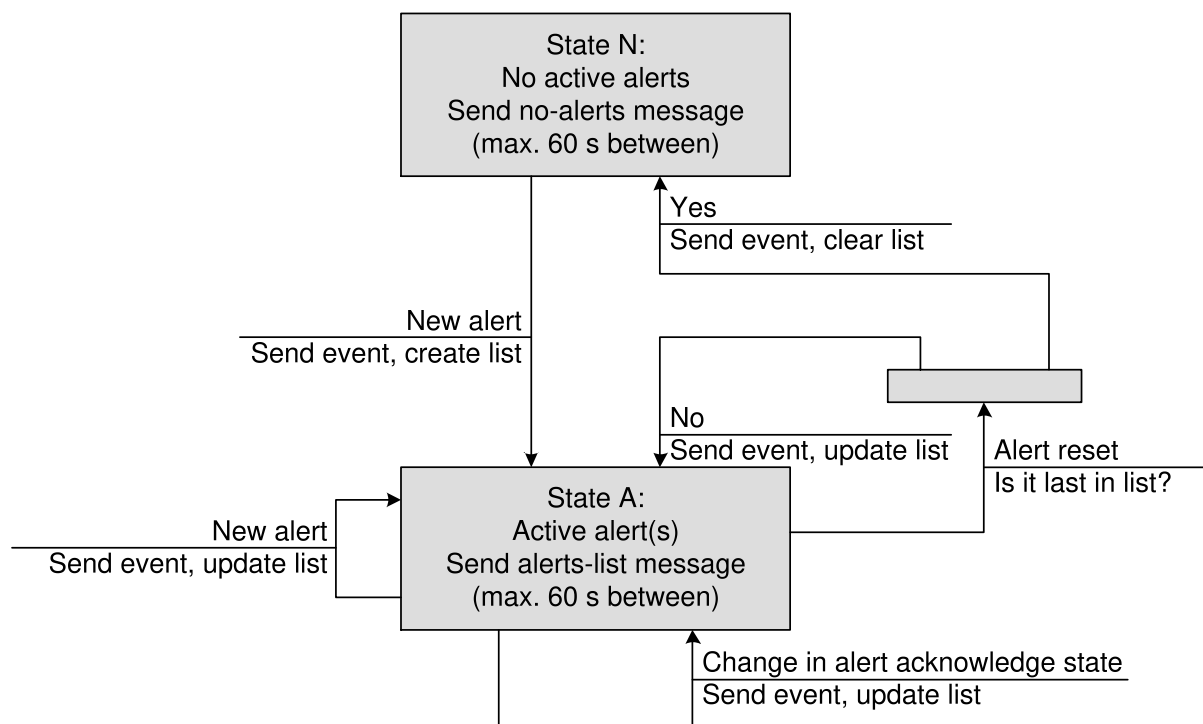 State N:
No active alerts
Send no-alerts message
(max. 60 s between)
Yes
Send event, clear list
New alert
Send event, create list
No
Send event, update list
Alert reset
Is it last in list?
State A:
Active alert(s)
Send alerts-list message
(max. 60 s between)
New alert
Send event, update list
Change in alert acknowledge state
Send event, update list